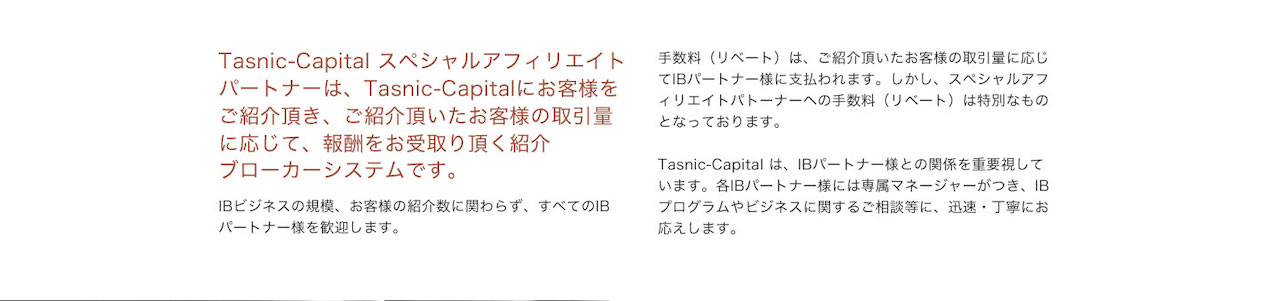 Tasnic-Capital スペシャルアフィリエイト
パートナーは、Tasnic-Capitalにお客様を
ご紹介頂き、ご紹介頂いたお客様の取引量
に応じて、報酬をお受取り頂く紹介
ブローカーシステムです。
IBビジネスの規模、お客様の紹介数に関わらず、すべてのIB
パートナー様を歓迎します。
手数料（リベート）は、ご紹介頂いたお客様の取引量に応じ
てIBパートナー様に支払われます。しかし、スペシャルアフ
ィリエイトパトーナーへの手数料（リベート）は特別なもの
となっております。
Tasnic-Capital は、IBパートナー様との関係を重要視して
います。各IBパートナー様には専属マネージャーがつき、IB
プログラムやビジネスに関するご相談等に、迅速・丁寧にお
応えします。